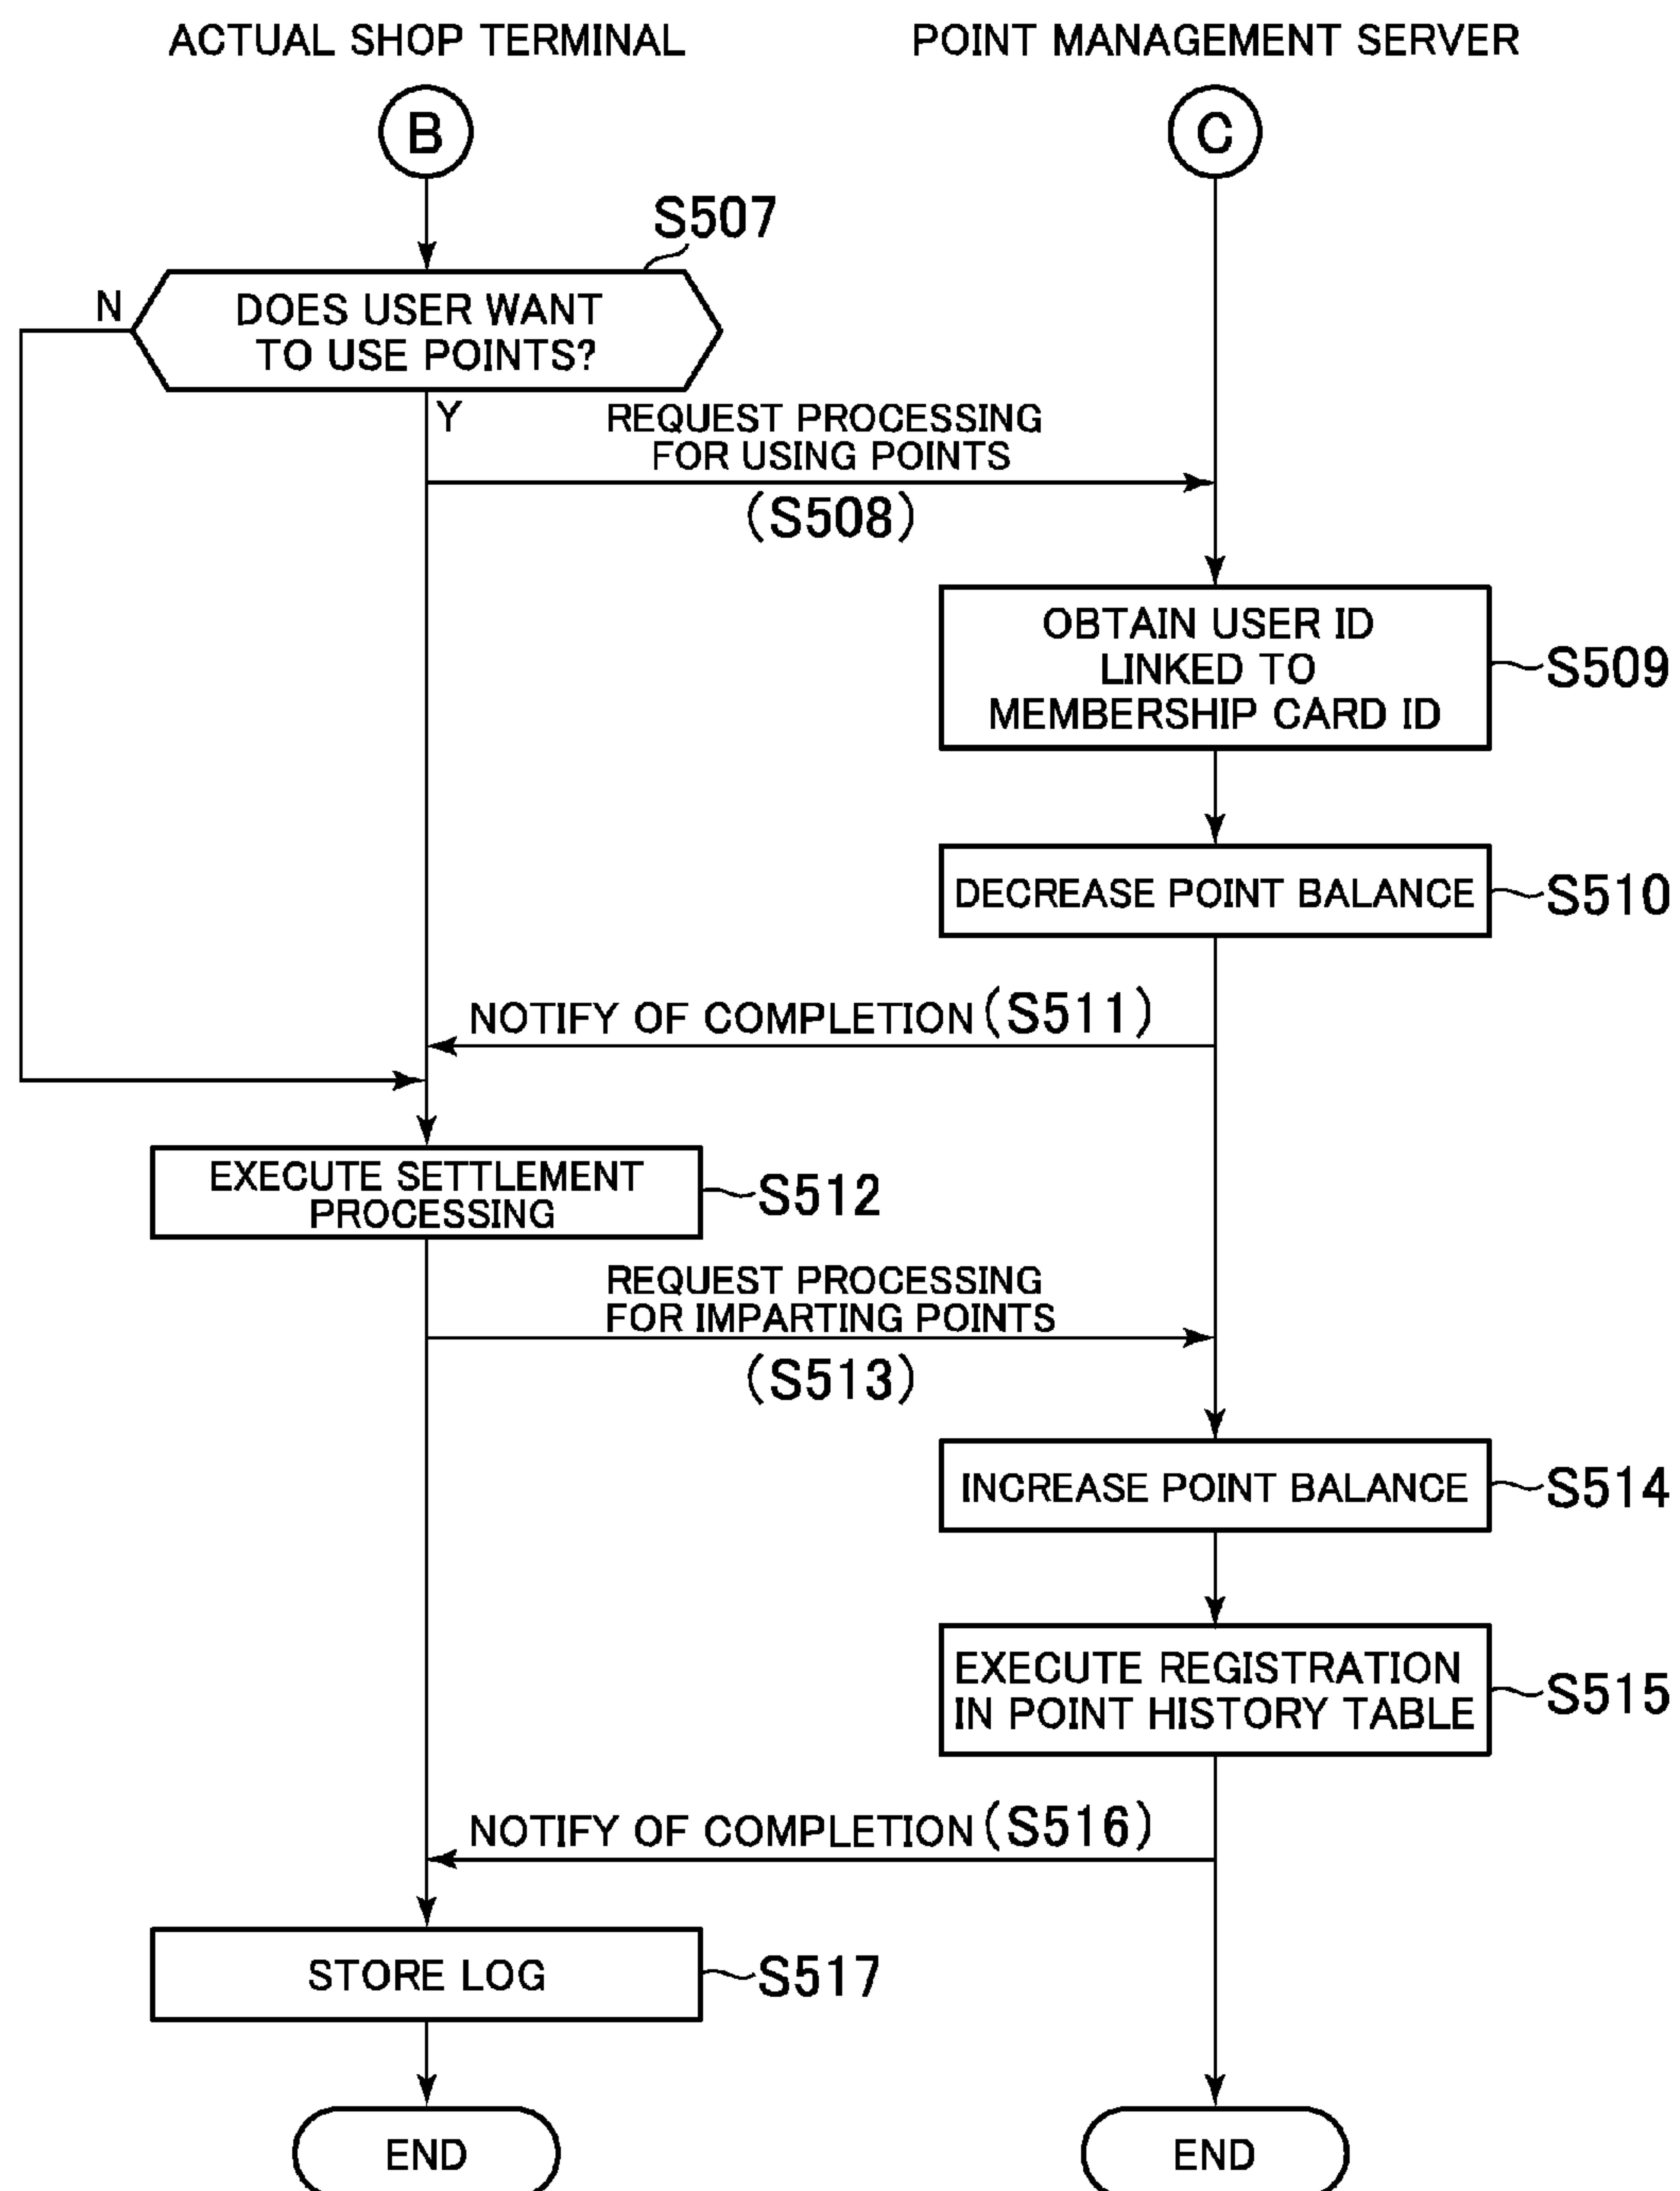 ACTUAL SHOP TERMINAL
POINT MANAGEMENT SERVER
B
C
S507
N
DOES USER WANT
TO USE POINTS?
Y
REQUEST PROCESSING
FOR USING POINTS
(S508)
OBTAIN USER ID
LINKED TO
MEMBERSHIP CARD ID
S509
DECREASE POINT BALANCE
S510
NOTIFY OF COMPLETION (S511)
EXECUTE SETTLEMENT
PROCESSING
S512
REQUEST PROCESSING
FOR IMPARTING POINTS
(S513)
INCREASE POINT BALANCE
S514
EXECUTE REGISTRATION
IN POINT HISTORY TABLE
S515
NOTIFY OF COMPLETION (S516)
STORE LOG
S517
END
END